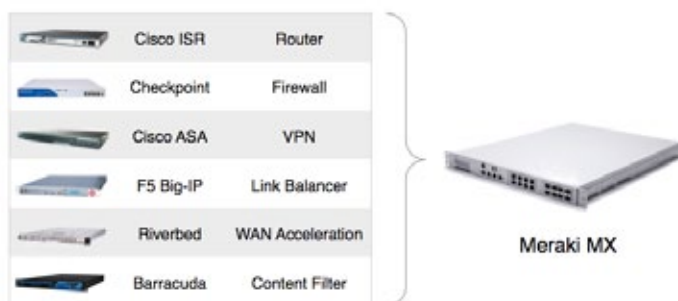 Cisco ISR Router
Checkpoint Firewall
Cisco ASA VPN
F5 Big-IP Link Balancer
Riverbed WAN Acceleration
Barracuda Content Filter
Meraki MX